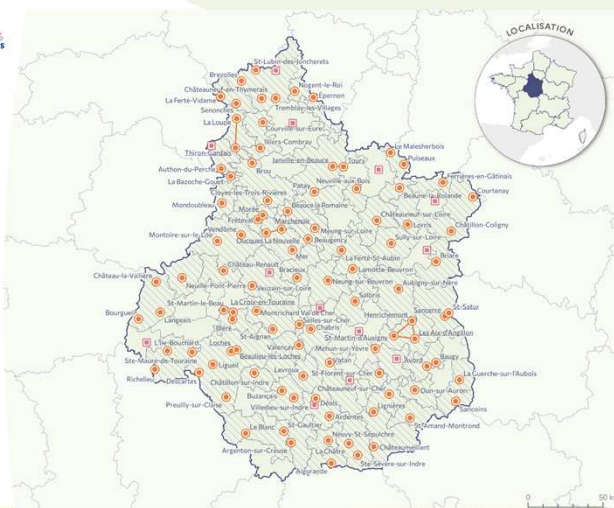 LOCALISATION
St-Lubin-des-Joncherets
Brezolles
Nogent-le-Roi
Châteauneuf-en-Thymerais
Épernon
La Ferté-Vidame
Tremblay-les-Villages
Senonches
La Loupe
Courville-sur-Eure
Illiers-Combray
Thiron-Gardais
Le Malesherbois
Janville-en-Beauce
Toury
Puiseaux
Authon-du-Perche
Brou
La Bazoche-Gouet
Neuville-aux-Bois
Ferrières-en-Gâtinais
Patay
Beaune-la-Rolande
Courtenay
Cloyes-les-Trois-Rivières
Mondoubleau
Morée
Beauce la Romaine
Châteauneuf-sur-Loire
Fréteval
Marchenoir
Lorris
Châtillon-Coligny
Vendôme
Meung-sur-Loire
Montoire-sur-le-Loir
Oucques La Nouvelle
Beaugency
Sully-sur-Loire
Mer
La Ferté-St-Aubin
Briare
Château-Renault
Lamotte-Beuvron
Château-la-Vallière
Bracieux
Neuillé-Pont-Pierre
Veuzain-sur-Loire
Neung-sur-Beuvron
Aubigny-sur-Nère
Salbris
St-Martin-le-Beau
La Croix-en-Touraine
Montrichard Val de Cher
Henrichemont
Sancerre
St-Satur
Bourgueil
Langeais
Selles-sur-Cher
Bléré
Chabris
Les Aix-d'Angillon
St-Aignan
St-Martin-d'Auxigny
L'Île-Bouchard
Loches
Valençay
Mehun-sur-Yèvre
Ste-Maure-de-Touraine
Beaulieu-lès-Loches
Vatan
Avord
Baugy
Ligueil
Levroux
St-Florent-sur-Cher
La Guerche-sur-l'Aubois
Richelieu
Descartes
Châtillon-sur-Indre
Châteauneuf-sur-Cher
Dun-sur-Auron
Preuilly-sur-Claise
Buzançais
Déols
Villedieu-sur-Indre
Lignières
Sancoins
Ardentes
St-Amand-Montrond
Le Blanc
St-Gaultier
Neuvy-St-Sépulchre
Argenton-sur-Creuse
La Châtre
Châteaumeillant
Ste-Sévère-sur-Indre
Aigurande
0
50 km